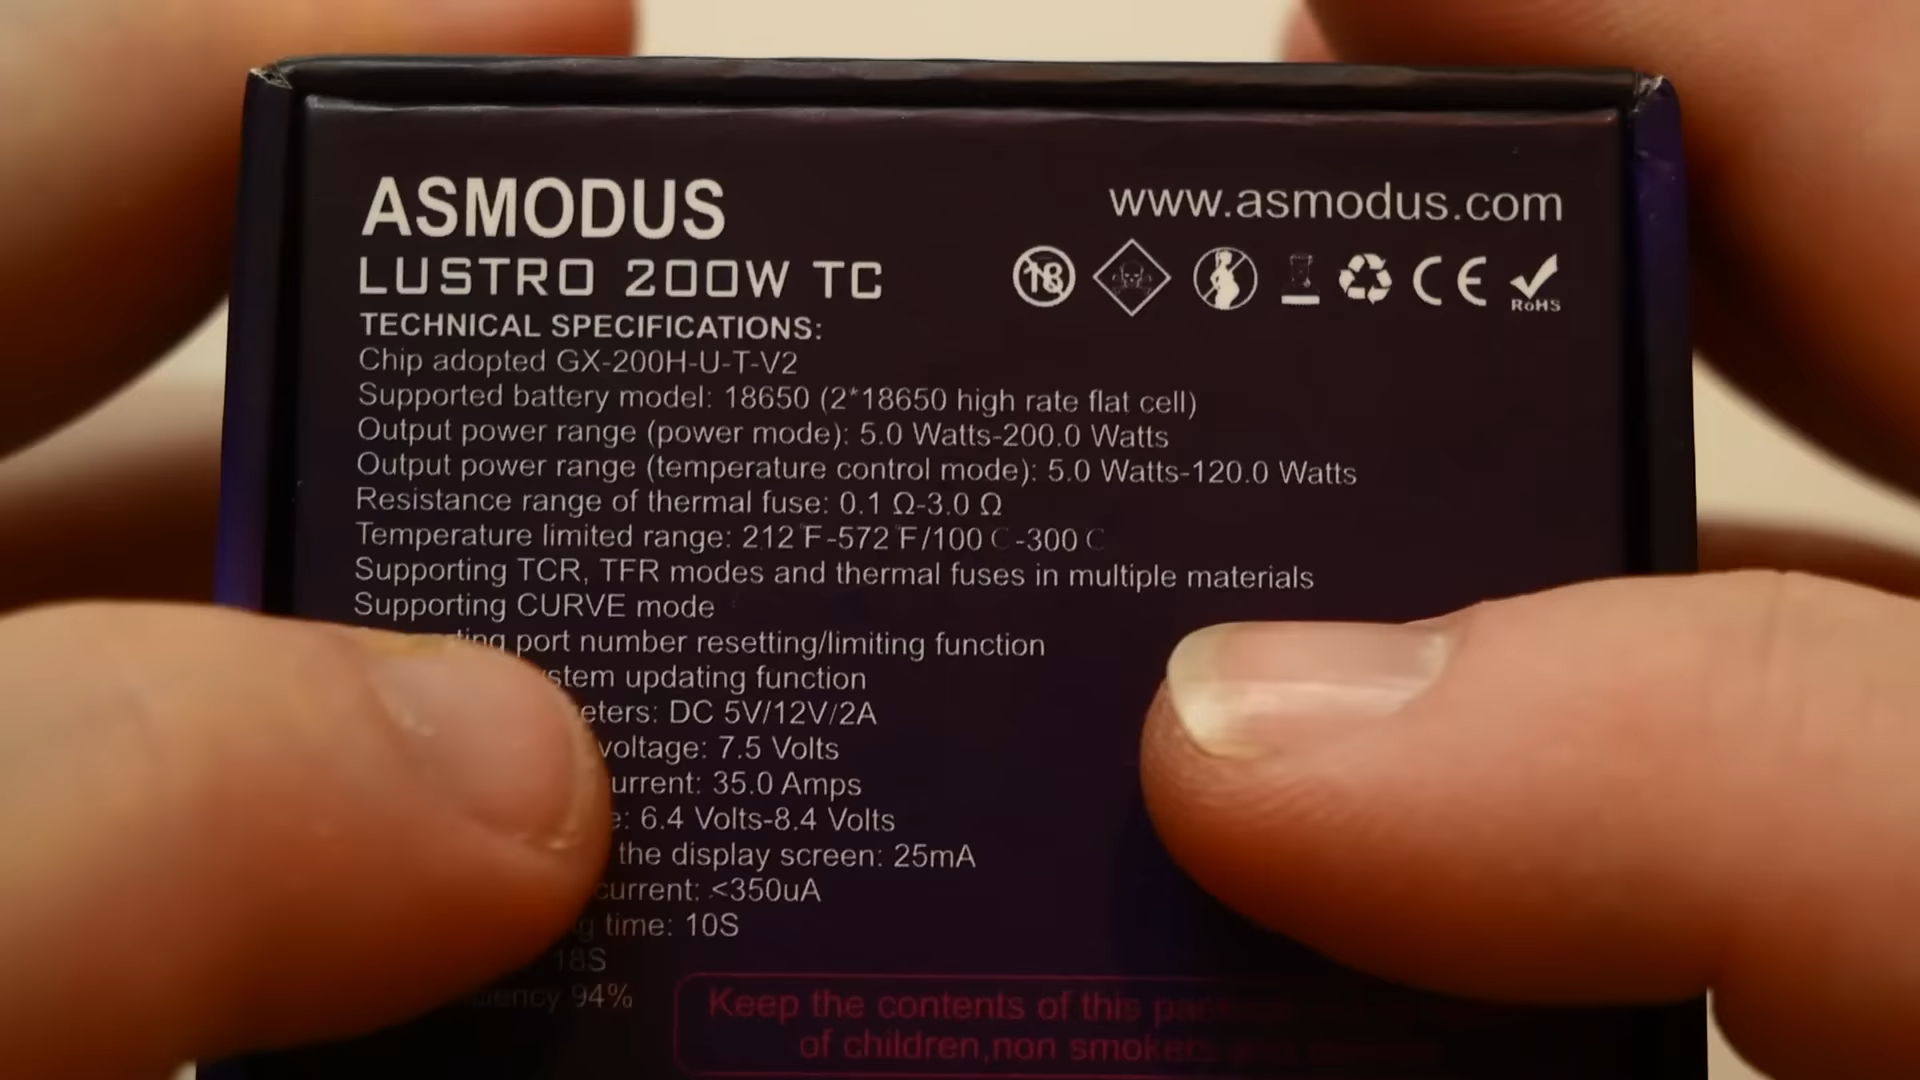 ASMODUS
www.asmodus.com
LUSTRO 200W TC
18
RoHS
TECHNICAL SPECIFICATIONS:
Chip adopted GX-200H-U-T-V2
Supported battery model: 18650 (2*18650 high rate flat cell)
Output power range (power mode): 5.0 Watts-200.0 Watts
Output power range (temperature control mode): 5.0 Watts-120.0 Watts
Resistance range of thermal fuse: 0.1 Ω-3.0 Ω
Temperature limited range: 212°F-572°F/100°C-300°C
Supporting TCR, TFR modes and thermal fuses in multiple materials
Supporting CURVE mode
port number resetting/limiting function
updating function
DC 5V/12V/2A
voltage: 7.5 Volts
35.0 Amps
6.4 Volts-8.4 Volts
the display screen: 25mA
current: <350uA
time: 10S
18S
94%
Keep the contents of this
of children,non